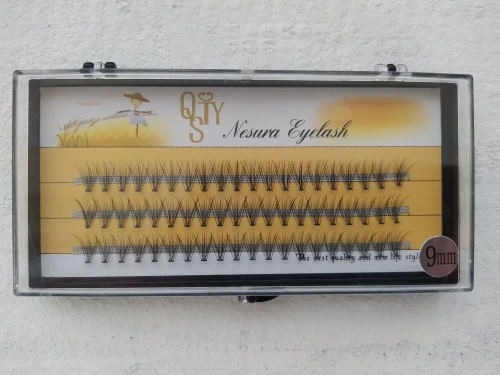 QSTY
Nesura Eyelash
The best quality and new life style
9mm